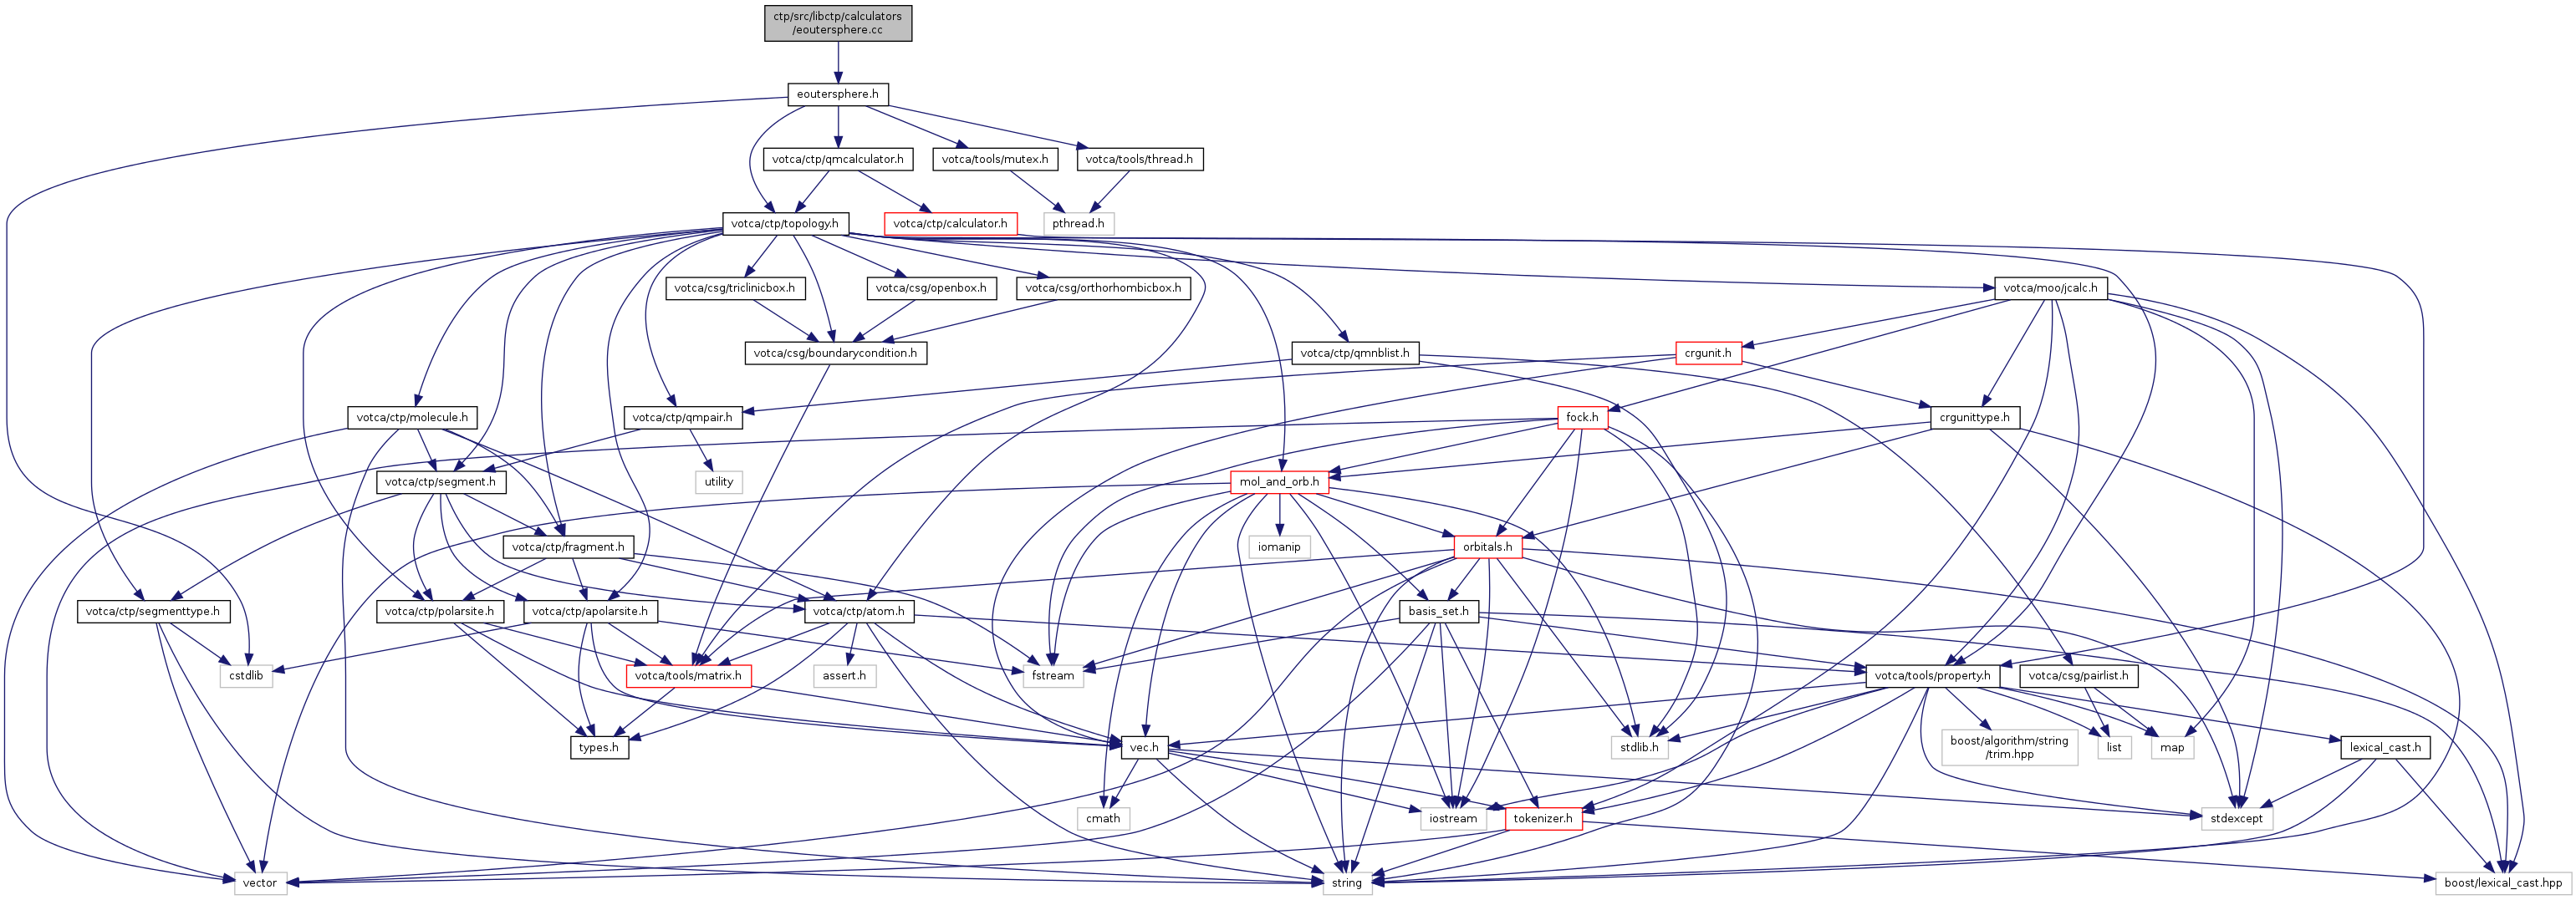 ctp/src/libctp/calculators
/eoutersphere.cc
eoutersphere.h
votca/ctp/qmcalculator.h
votca/tools/mutex.h
votca/tools/thread.h
votca/ctp/topology.h
votca/ctp/calculator.h
pthread.h
votca/csg/triclinicbox.h
votca/csg/openbox.h
votca/csg/orthorhombicbox.h
votca/moo/jcalc.h
votca/csg/boundarycondition.h
votca/ctp/qmnblist.h
crgunit.h
votca/ctp/molecule.h
votca/ctp/qmpair.h
fock.h
crgunittype.h
votca/ctp/segment.h
utility
mol_and_orb.h
votca/ctp/fragment.h
iomanip
orbitals.h
votca/ctp/segmenttype.h
votca/ctp/polarsite.h
votca/ctp/apolarsite.h
votca/ctp/atom.h
basis_set.h
cstdlib
votca/tools/matrix.h
assert.h
fstream
votca/tools/property.h
votca/csg/pairlist.h
types.h
vec.h
stdlib.h
boost/algorithm/string
/trim.hpp
list
map
lexical_cast.h
cmath
iostream
tokenizer.h
stdexcept
vector
string
boost/lexical_cast.hpp